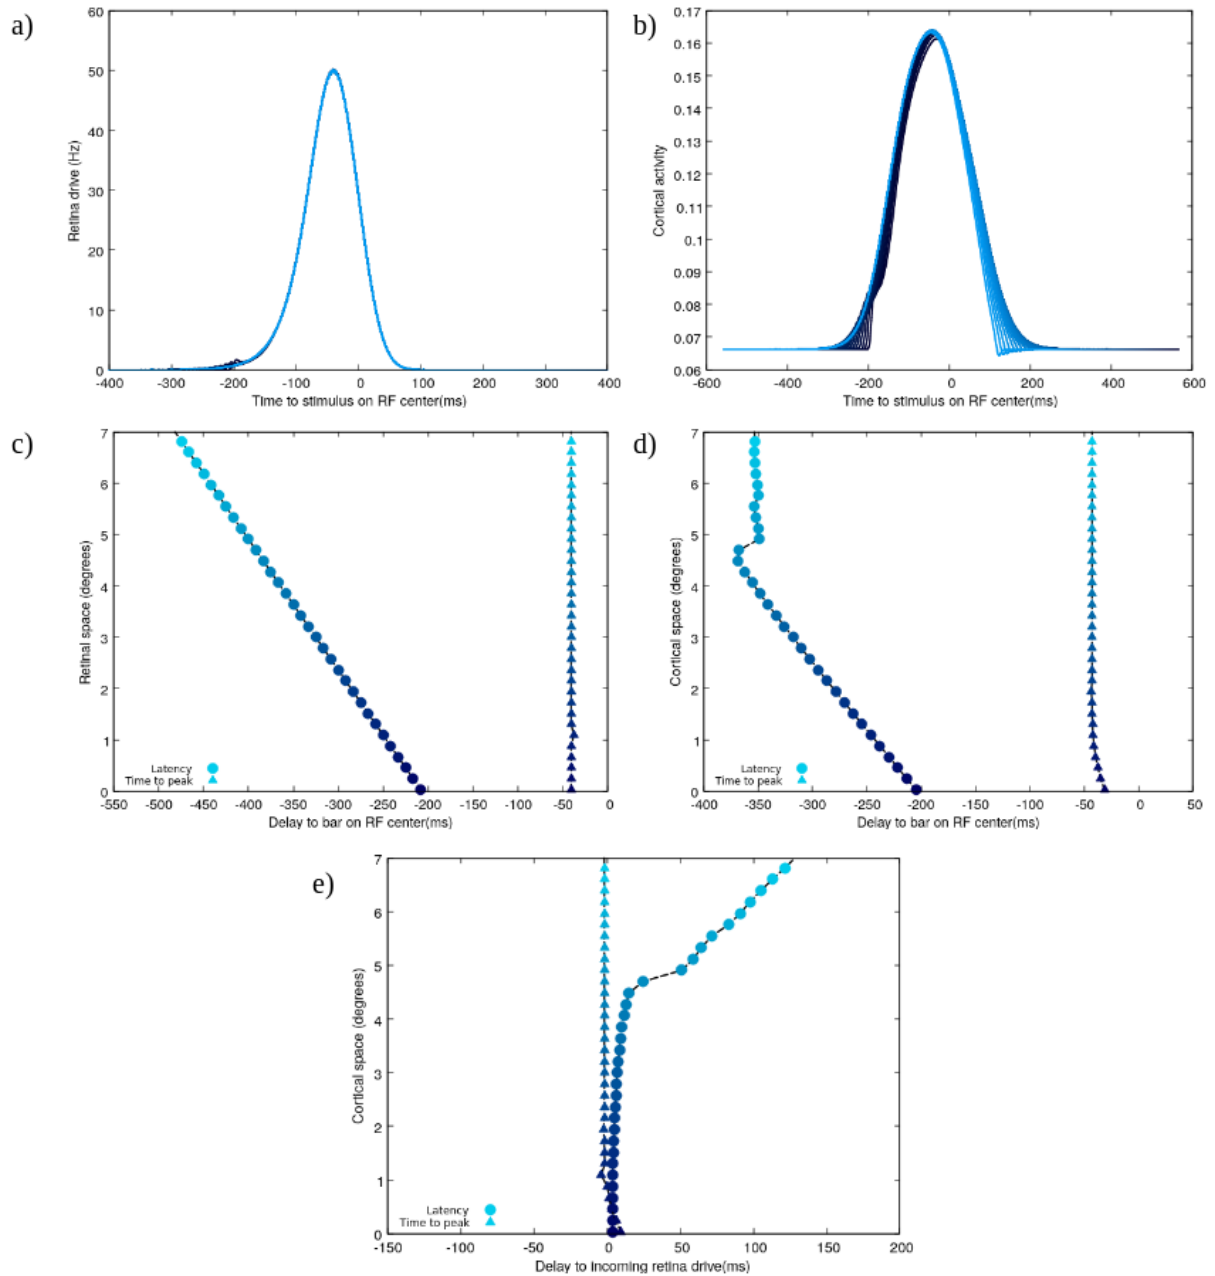 a)
60
50
40
30
20
10
0
Retina drive (Hz)
-400 -300 -200 -100 0 100 200 300 400
Time to stimulus on RF center(ms)
b)
0.17
0.16
0.15
0.14
0.13
0.12
0.11
0.1
0.09
0.08
0.07
0.06
Cortical activity
-600 -400 -200 0 200 400 600
Time to stimulus on RF center(ms)
c)
7
6
5
4
3
2
1
0
Retinal space (degrees)
Latency
Time to peak
-550 -500 -450 -400 -350 -300 -250 -200 -150 -100 -50 0
Delay to bar on RF center(ms)
d)
7
6
5
4
3
2
1
0
Cortical space (degrees)
Latency
Time to peak
-400 -350 -300 -250 -200 -150 -100 -50 0 50
Delay to bar on RF center(ms)
e)
7
6
5
4
3
2
1
0
Cortical space (degrees)
Latency
Time to peak
-150 -100 -50 0 50 100 150 200
Delay to incoming retina drive(ms)